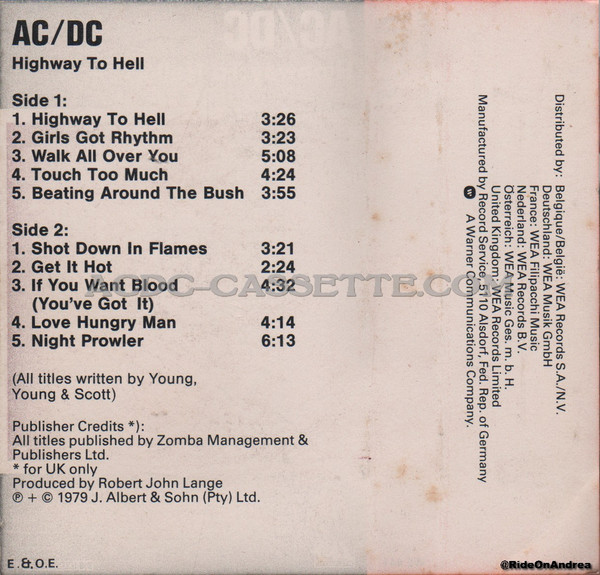 AC/DC
Highway To Hell
Side 1:
1. Highway To Hell 3:26
2. Girls Got Rhythm 3:23
3. Walk All Over You 5:08
4. Touch Too Much 4:24
5. Beating Around The Bush 3:55
Side 2:
1. Shot Down In Flames 3:21
2. Get It Hot 2:24
3. If You Want Blood 4:32
(You've Got It)
4. Love Hungry Man 4:14
5. Night Prowler 6:13
(All titles written by Young,
Young & Scott)
Publisher Credits *):
All titles published by Zomba Management &
Publishers Ltd.
* for UK only
Produced by Robert John Lange
℗ + © 1979 J. Albert & Sohn (Pty) Ltd.
E. & O.E.
Distributed by: Belgique/België: WEA Records S.A./N.V.
Deutschland: WEA Musik GmbH
France: WEA Filipacchi Music
Nederland: WEA Records B.V.
Österreich: WEA Music Ges. m. b. H.
United Kingdom: WEA Records Limited
Manufactured by Record Service, 5110 Alsdorf, Fed. Rep. of Germany
W A Warner Communications Company.
ACDC-CASSETTE.COM
@RideOnAndrea